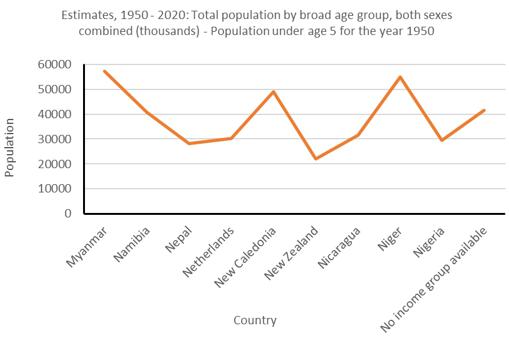 Estimates, 1950 - 2020: Total population by broad age group, both sexes
combined (thousands) - Population under age 5 for the year 1950
Population
60000
50000
40000
30000
20000
10000
0
Myanmar
Namibia
Nepal
Netherlands
New Caledonia
New Zealand
Nicaragua
Niger
Nigeria
No income group available
Country